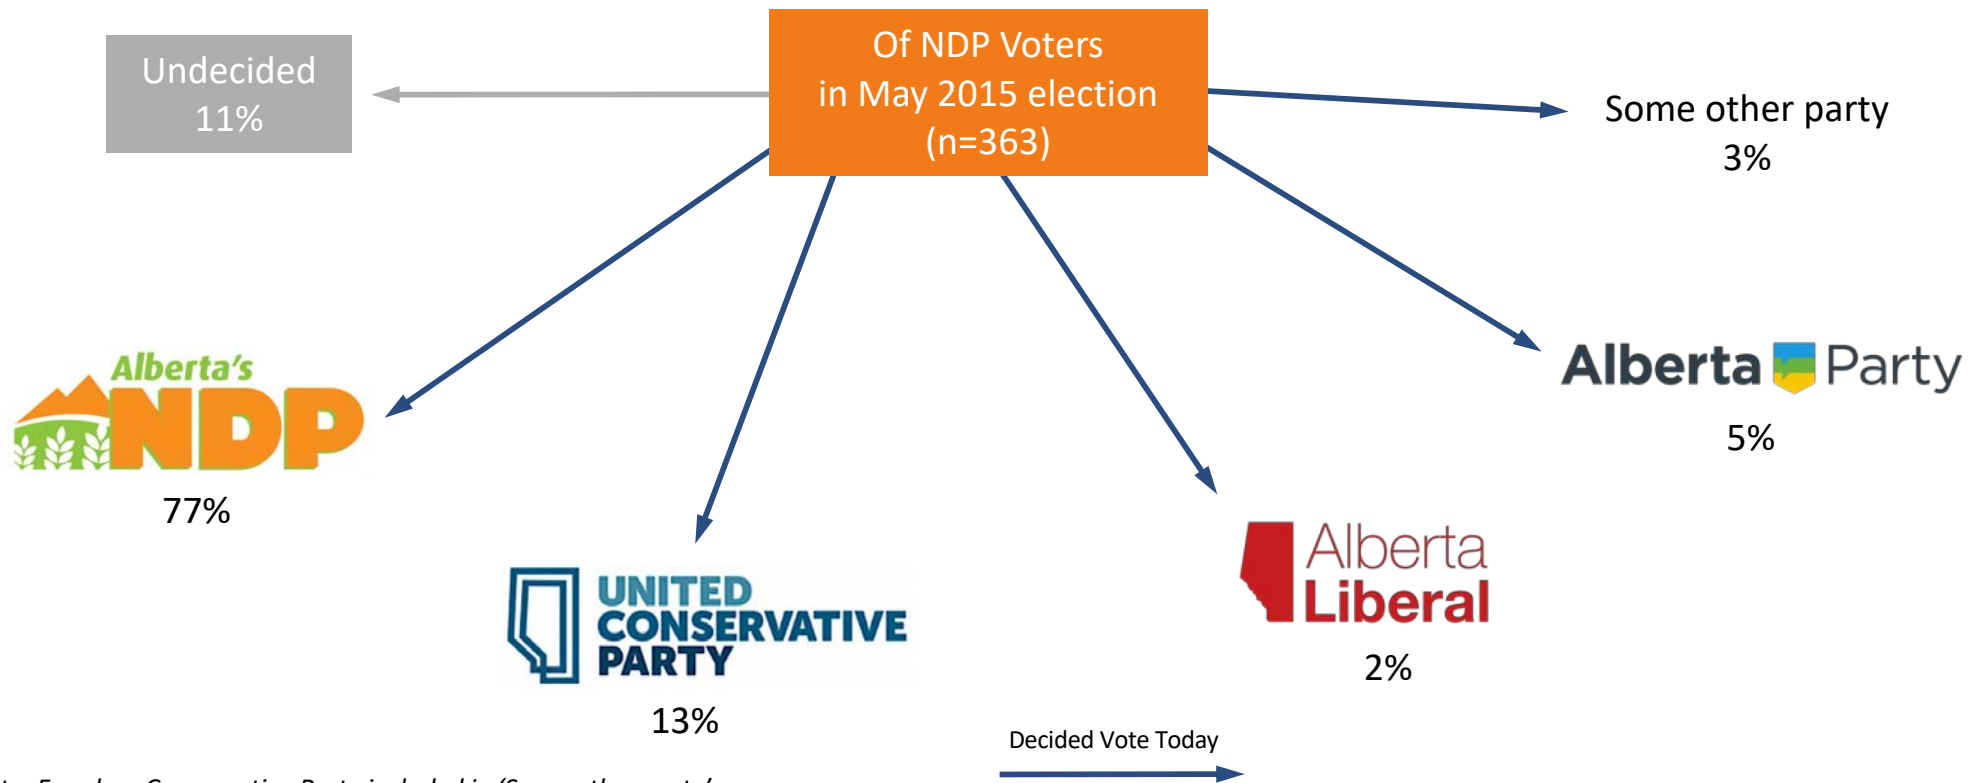 Of NDP Voters
in May 2015 election
(n=363)
Undecided
11%
Some other party
3%
Alberta's
NDP
77%
UNITED
CONSERVATIVE
PARTY
13%
Alberta
Liberal
2%
Alberta Party
5%
Decided Vote Today